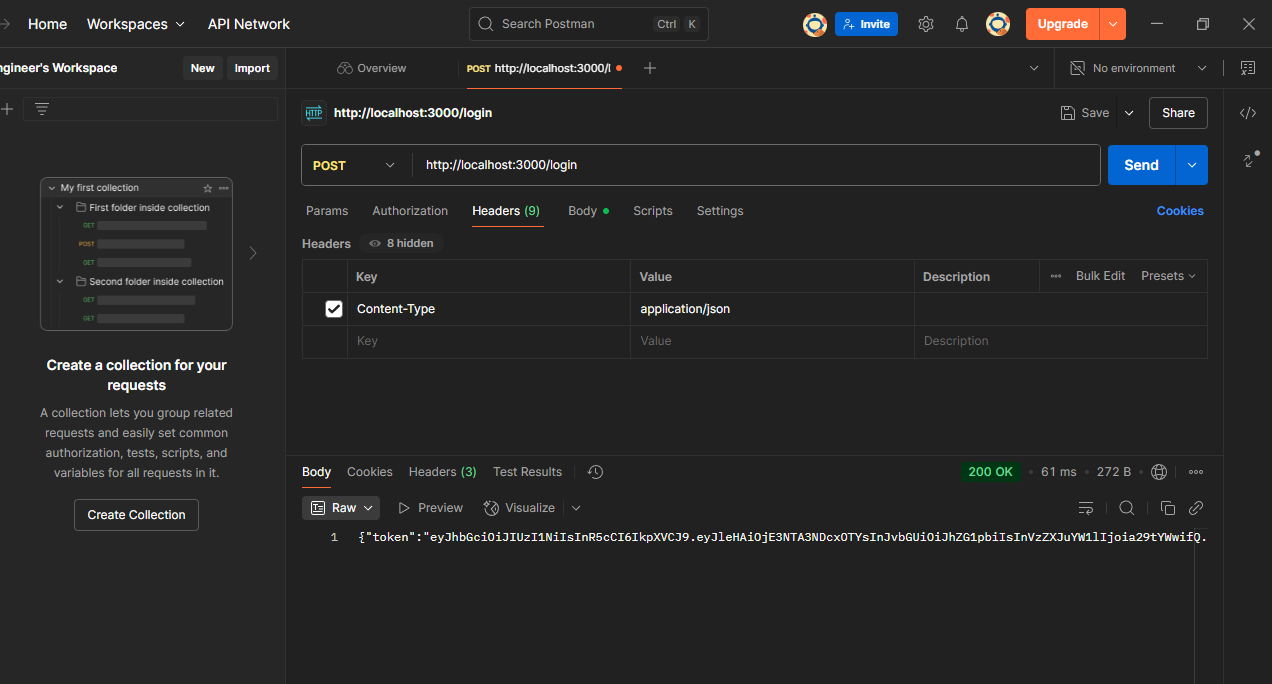 Home Workspaces API Network Search Postman Ctrl K Invite Upgrade
ngineer's Workspace New Import Overview POST http://localhost:3000/l No environment
HTTP http://localhost:3000/login Save Share
POST http://localhost:3000/login Send
Params Authorization Headers (9) Body Scripts Settings Cookies
Headers 8 hidden
Key Value Description Bulk Edit Presets
Content-Type application/json
Key Value Description
My first collection
First folder inside collection
GET
POST
GET
Second folder inside collection
GET
GET
Create a collection for your
requests
A collection lets you group related
requests and easily set common
authorization, tests, scripts, and
variables for all requests in it.
Create Collection
Body Cookies Headers (3) Test Results 200 OK 61 ms 272 B
Raw Preview Visualize
1 {"token":"eyJhbGciOiJIUzI1NiIsInR5cCI6IkpXVCJ9.eyJleHAiOjE3NTA3NDcxOTYsInJvbGUiOiJhZG1pbiIsInVzZXJuYW1lIjoia29tYWwifQ.